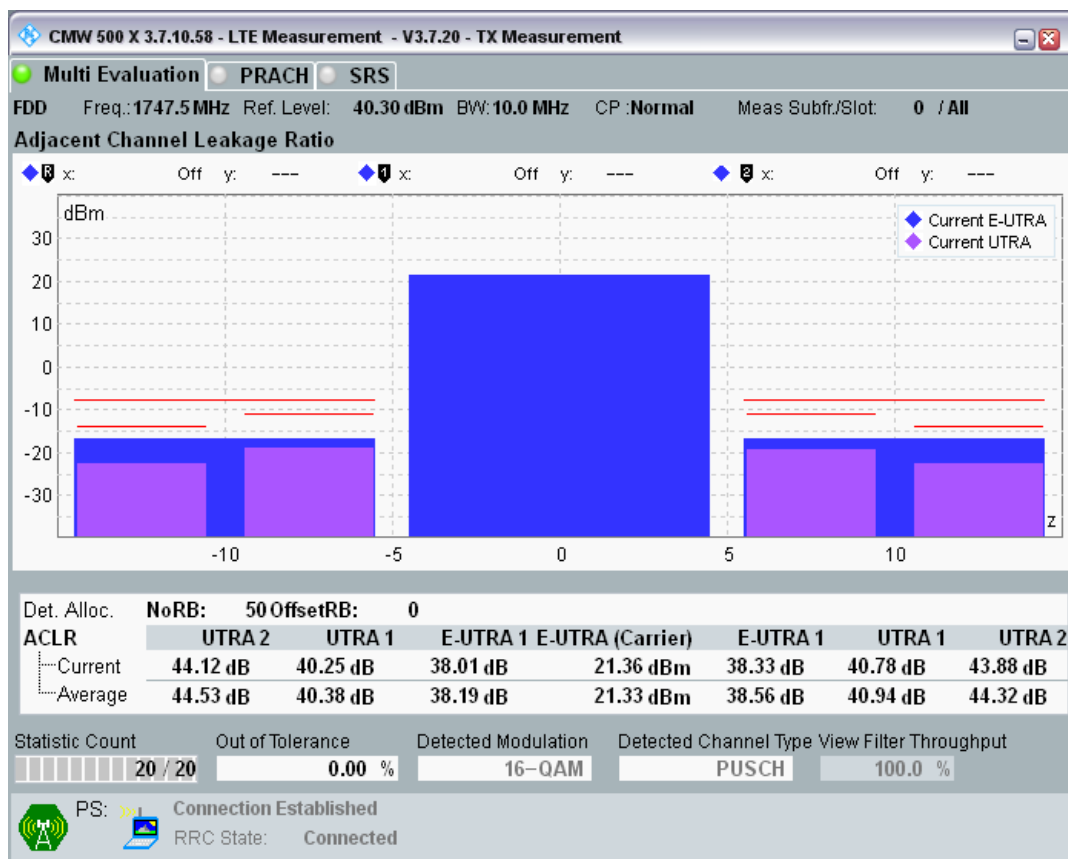 CMW 500 X 3.7.10.58 - LTE Measurement - V3.7.20 - TX Measurement
Multi Evaluation PRACH SRS
FDD Freq.: 1747.5 MHz Ref. Level: 40.30 dBm BW: 10.0 MHz CP :Normal Meas Subfr./Slot: 0 / All
Adjacent Channel Leakage Ratio
R x: Off y: --- 1 x: Off y: --- 2 x: Off y: ---
dBm
Current E-UTRA
Current UTRA
30
20
10
0
-10
-20
-30
z
-10 -5 0 5 10
Det. Alloc. NoRB: 50 OffsetRB: 0
ACLR UTRA 2 UTRA 1 E-UTRA 1 E-UTRA (Carrier) E-UTRA 1 UTRA 1 UTRA 2
Current 44.12 dB 40.25 dB 38.01 dB 21.36 dBm 38.33 dB 40.78 dB 43.88 dB
Average 44.53 dB 40.38 dB 38.19 dB 21.33 dBm 38.56 dB 40.94 dB 44.32 dB
Statistic Count Out of Tolerance Detected Modulation Detected Channel Type View Filter Throughput
20 / 20 0.00 % 16-QAM PUSCH 100.0 %
PS: Connection Established
RRC State: Connected